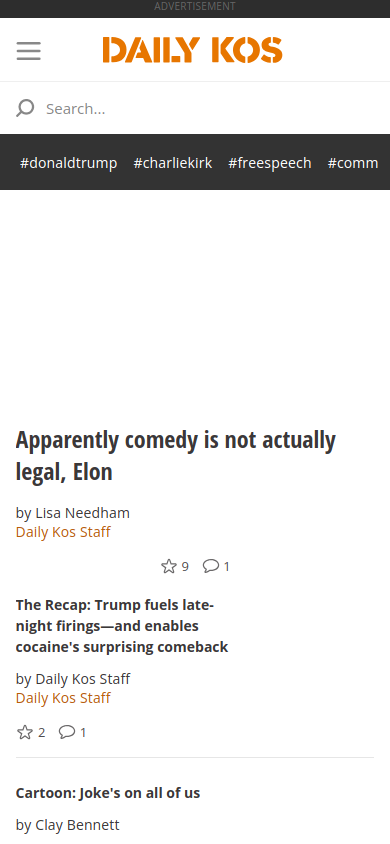 ADVERTISEMENT
DAILY KOS
Search...
#donaldtrump #charliekirk #freespeech #comm
Apparently comedy is not actually
legal, Elon
by Lisa Needham
Daily Kos Staff
9 1
The Recap: Trump fuels late-
night firings—and enables
cocaine's surprising comeback
by Daily Kos Staff
Daily Kos Staff
2 1
Cartoon: Joke's on all of us
by Clay Bennett